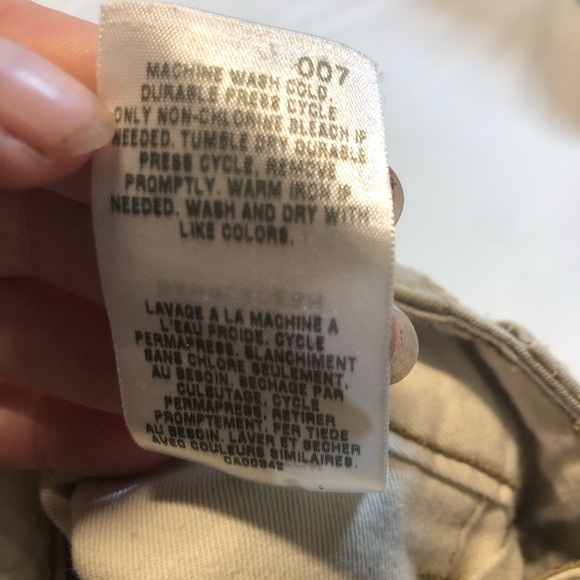 007
MACHINE WASH COLD,
DURABLE PRESS CYCLE.
ONLY NON-CHLORINE BLEACH IF
NEEDED. TUMBLE DRY, DURABLE
PRESS CYCLE, REMOVE
PROMPTLY. WARM IRON IF
NEEDED. WASH AND DRY WITH
LIKE COLORS.
LAVAGE A LA MACHINE A
L'EAU FROIDE, CYCLE
PERMAPRESS. BLANCHIMENT
SANS CHLORE SEULEMENT,
AU BESOIN. SECHAGE PAR
CULBUTAGE, CYCLE
PERMAPRESS, RETIRER
PROMPTEMENT. FER TIEDE
AU BESOIN. LAVER ET SECHER
AVEC COULEURS SIMILAIRES.
CA00842